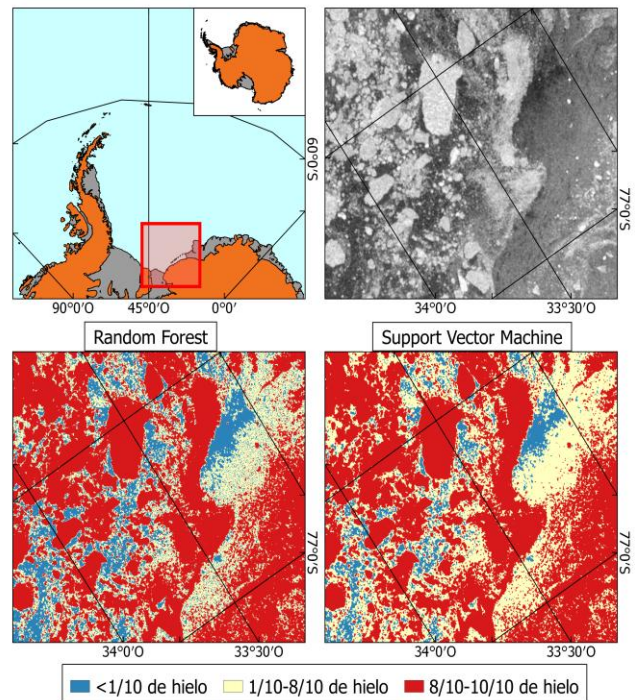 60°0'S
90°0'O 45°0'O 0°0'
77°0'S
34°0'O 33°30'O
Random Forest
Support Vector Machine
77°0'S
34°0'O 33°30'O
77°0'S
34°0'O 33°30'O
<1/10 de hielo 1/10-8/10 de hielo 8/10-10/10 de hielo